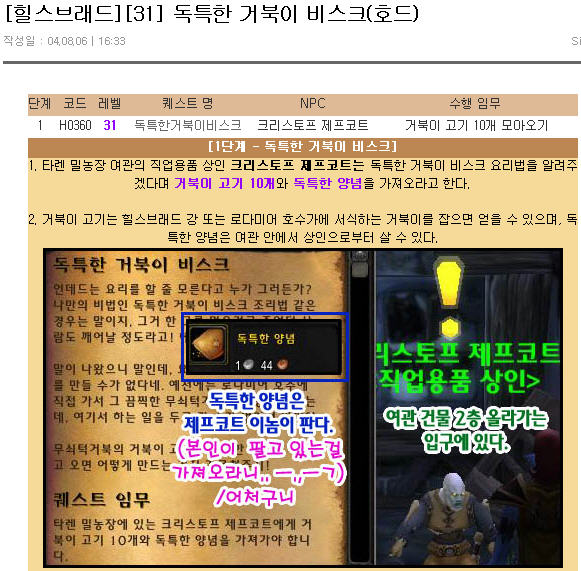 [힐스브래드][31] 독특한 거북이 비스크(호드)
작성일 : 04,08,06 | 16:33
단계 코드 레벨 퀘스트 명 NPC 수행 임무
1 H0360 31 독특한거북이비스크 크리스토프 제프코트 거북이 고기 10개 모아오기
[1단계 - 독특한 거북이 비스크]
1. 타렌 밀농장 여관의 직업용품 상인 크리스토프 제프코트는 독특한 거북이 비스크 요리법을 알려주
겠다며 거북이 고기 10개와 독특한 양념을 가져오라고 한다.
2. 거북이 고기는 힐스브래드 강 또는 로다미어 호수가에 서식하는 거북이를 잡으면 얻을 수 있으며, 독
특한 양념은 여관 안에서 상인으로부터 살 수 있다.
독특한 거북이 비스크
언데드는 요리를 할 줄 모른다고 누가 그러든가?
나만의 비법인 독특한 거북이 비스크 조리법 같은
경우는 말이지, 그거 한
람도 깨어날 정도라고!
말이 나왔으니 말인데,
를 만들 수가 없다네. 예전에는 로다미어 호수에
직접 가서 그 끔찍한 무쇠턱
데, 여기서 하는 일을 두고
무쇠턱거북의 거북이 고
고 오면 어떻게 만드는
독특한 양념
1 44
독특한 양념은
제프코트 이놈이 판다.
(본인이 팔고 있는걸
가져오라니,, ㅡ,,ㅡㄱ)
/어처구니
퀘스트 임무
타렌 밀농장에 있는 크리스토프 제프코트에게 거
북이 고기 10개와 독특한 양념을 가져가야 합니
다.
리스토프 제프코트
직업용품 상인>
여관 건물 2층 올라가는
입구에 있다.